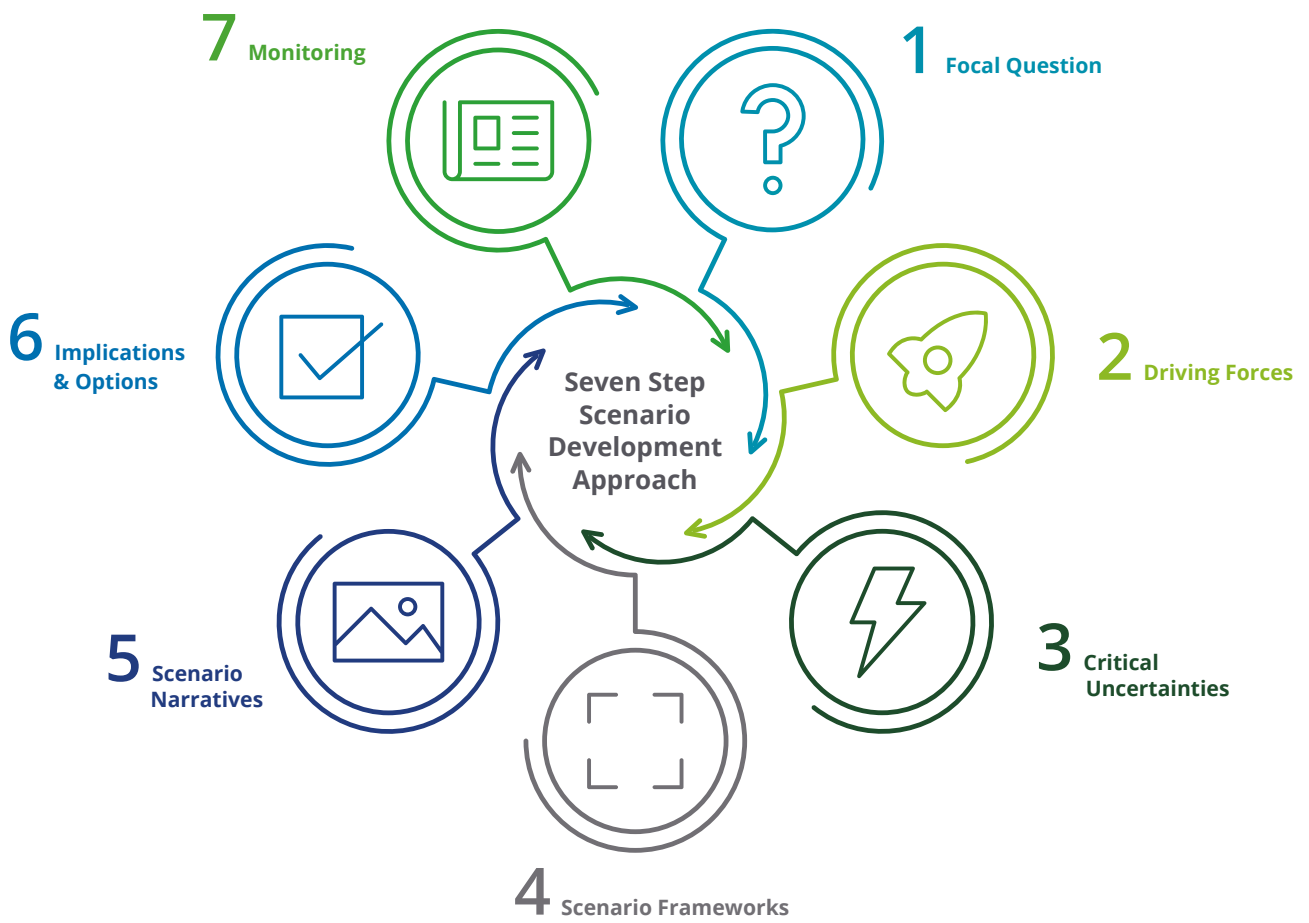 7 Monitoring
1 Focal Question
6 Implications
& Options
2 Driving Forces
Seven Step
Scenario
Development
Approach
5 Scenario
Narratives
3 Critical
Uncertainties
4 Scenario Frameworks